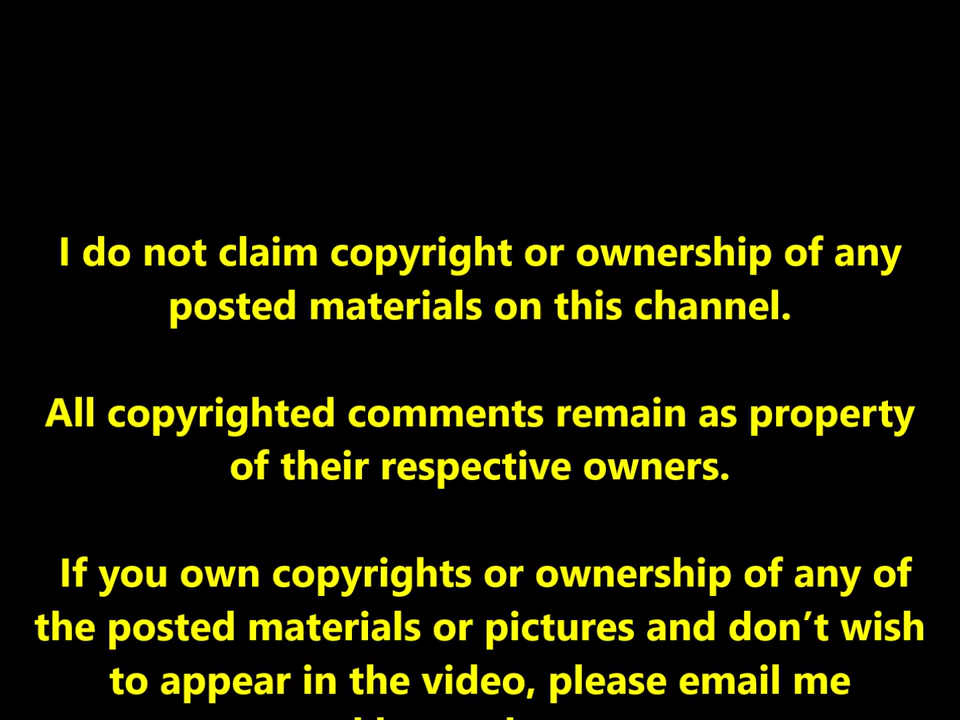 I do not claim copyright or ownership of any
posted materials on this channel.
All copyrighted comments remain as property
of their respective owners.
If you own copyrights or ownership of any of
the posted materials or pictures and don’t wish
to appear in the video, please email me